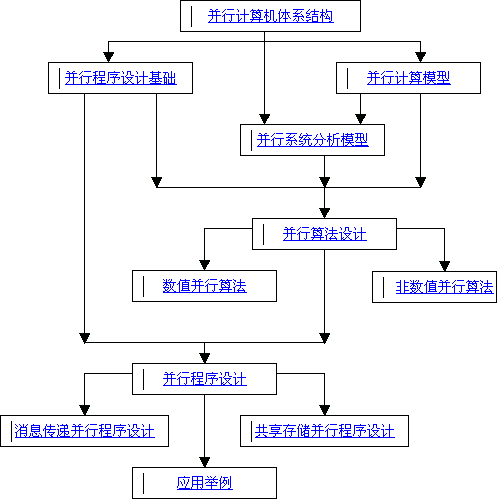 并行计算机体系结构
并行程序设计基础
并行计算模型
并行系统分析模型
并行算法设计
数值并行算法
非数值并行算法
并行程序设计
消息传递并行程序设计
共享存储并行程序设计
应用举例